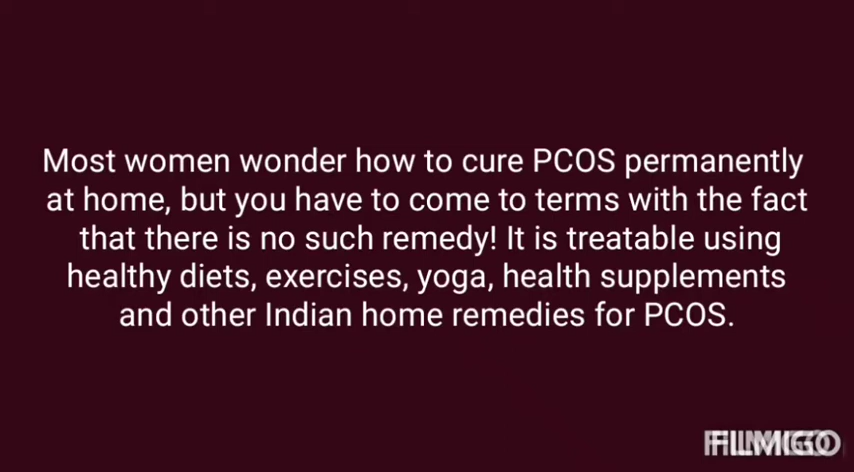 Most women wonder how to cure PCOS permanently
at home, but you have to come to terms with the fact
that there is no such remedy! It is treatable using
healthy diets, exercises, yoga, health supplements
and other Indian home remedies for PCOS.
FILMIGO